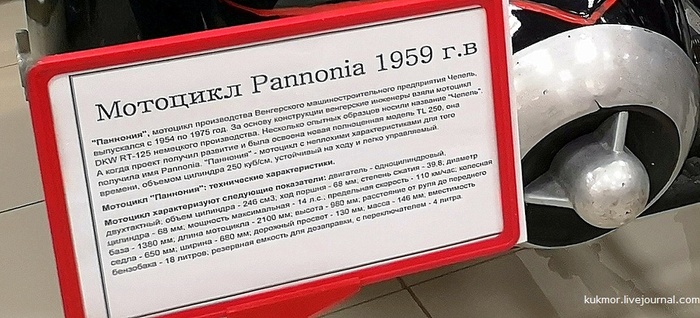 Мотоцикл Pannonia 1959 г.в
"Паннония", мотоцикл производства Венгерского машиностроительного предприятия Чепель,
выпускался с 1954 по 1975 год. За основу конструкции венгерские инженеры взяли мотоцикл
DKW RT-125 немецкого производства. Несколько опытных образцов носили название "Чепель".
А когда проект получил развитие и была освоена новая полноценная модель TL 250, она
получила имя Pannonia. "Паннония" - мотоцикл с неплохими характеристиками для того
времени, объемом цилиндра 250 куб/см, устойчивый на ходу и легко управляемый.
Мотоцикл "Паннония": технические характеристики.
Мотоцикл характеризуют следующие показатели: двигатель - одноцилиндровый,
двухтактный; объем цилиндра - 246 см3; ход поршня - 68 мм; степень сжатия - 39,8; диаметр
цилиндра - 68 мм; мощность максимальная - 14 л.с.; предельная скорость - 110 км/час; колесная
база - 1380 мм; длина мотоцикла - 2100 мм; высота - 980 мм; расстояние от руля до переднего
седла - 650 мм; ширина - 680 мм; дорожный просвет - 130 мм, масса - 146 мм; вместимость
бензобака - 18 литров; резервная емкость для дозаправки, с переключателем - 4 литра.
kukmor.livejournal.com